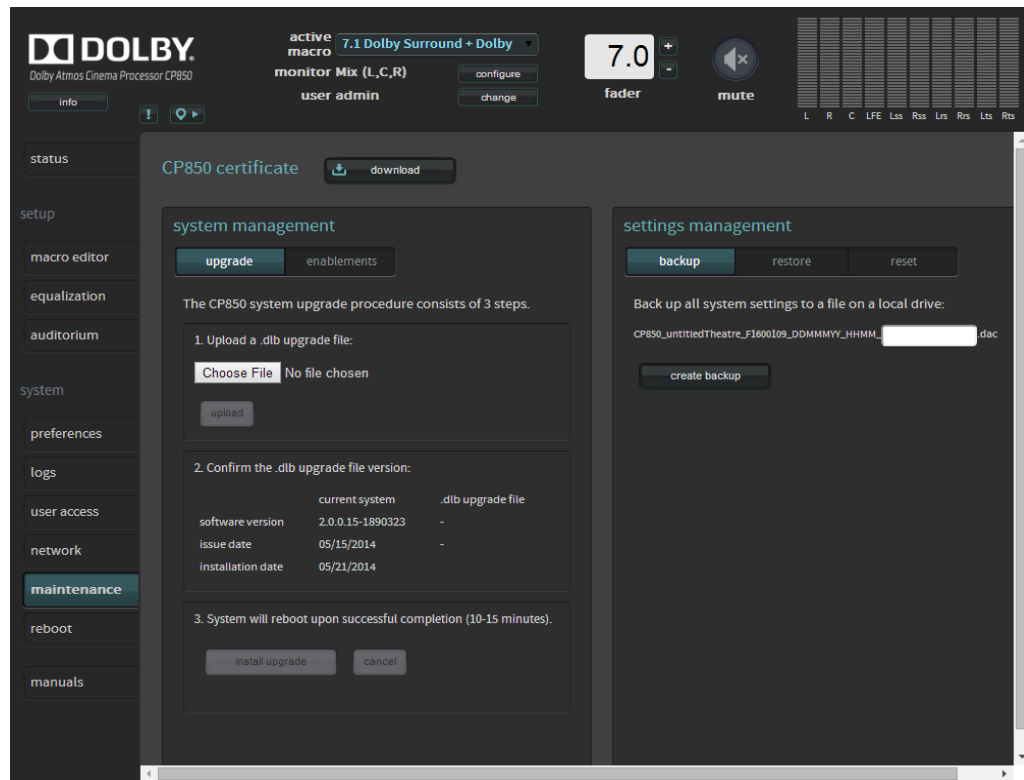 DOLBY.
Dolby Atmos Cinema Processor CP850
info
active macro 7.1 Dolby Surround + Dolby
monitor Mix (L,C,R) configure
user admin change
7.0 + -
fader
mute
L R C LFE Lss Rss Lrs Rrs Lts Rts
!
status
setup
macro editor
equalization
auditorium
system
preferences
logs
user access
network
maintenance
reboot
manuals
CP850 certificate download
system management
upgrade enablements
The CP850 system upgrade procedure consists of 3 steps.
1. Upload a .dlb upgrade file:
Choose File No file chosen
upload
2. Confirm the .dlb upgrade file version:
current system .dlb upgrade file
software version 2.0.0.15-1890323 -
issue date 05/15/2014 -
installation date 05/21/2014
3. System will reboot upon successful completion (10-15 minutes).
install upgrade cancel
settings management
backup restore reset
Back up all system settings to a file on a local drive:
CP850_untitledTheatre_F1600109_DDMMMYY_HHMM_ .dac
create backup